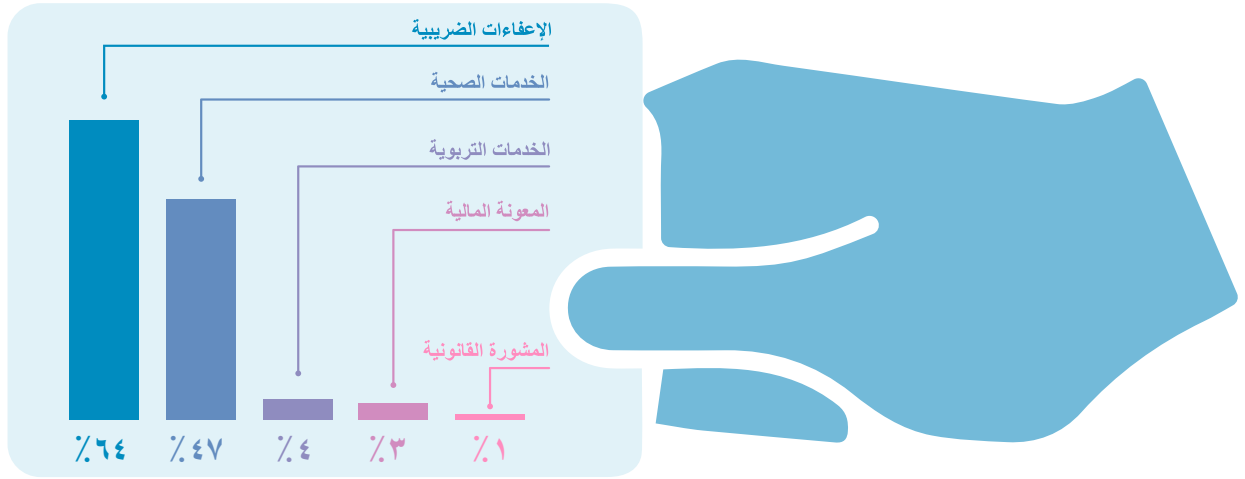 الإعفاءات الضريبية
الخدمات الصحية
الخدمات التربوية
المعونة المالية
المشورة القانونية
٪٦٤
٪٤٧
٪٤
٪٣
٪١